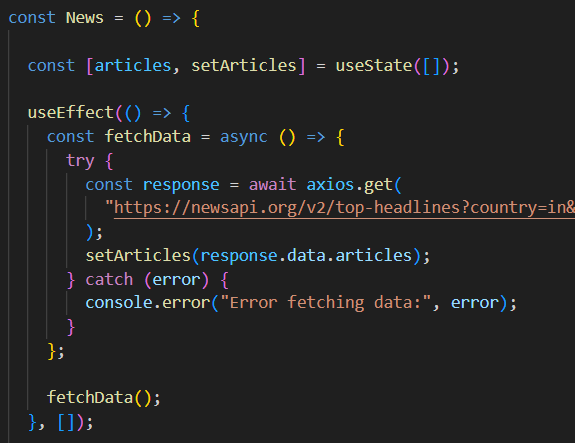 const News = () => {
const [articles, setArticles] = useState([]);
useEffect(() => {
const fetchData = async () => {
try {
const response = await axios.get(
"https://newsapi.org/v2/top-headlines?country=in&
);
setArticles(response.data.articles);
} catch (error) {
console.error("Error fetching data:", error);
}
};
fetchData();
}, []);